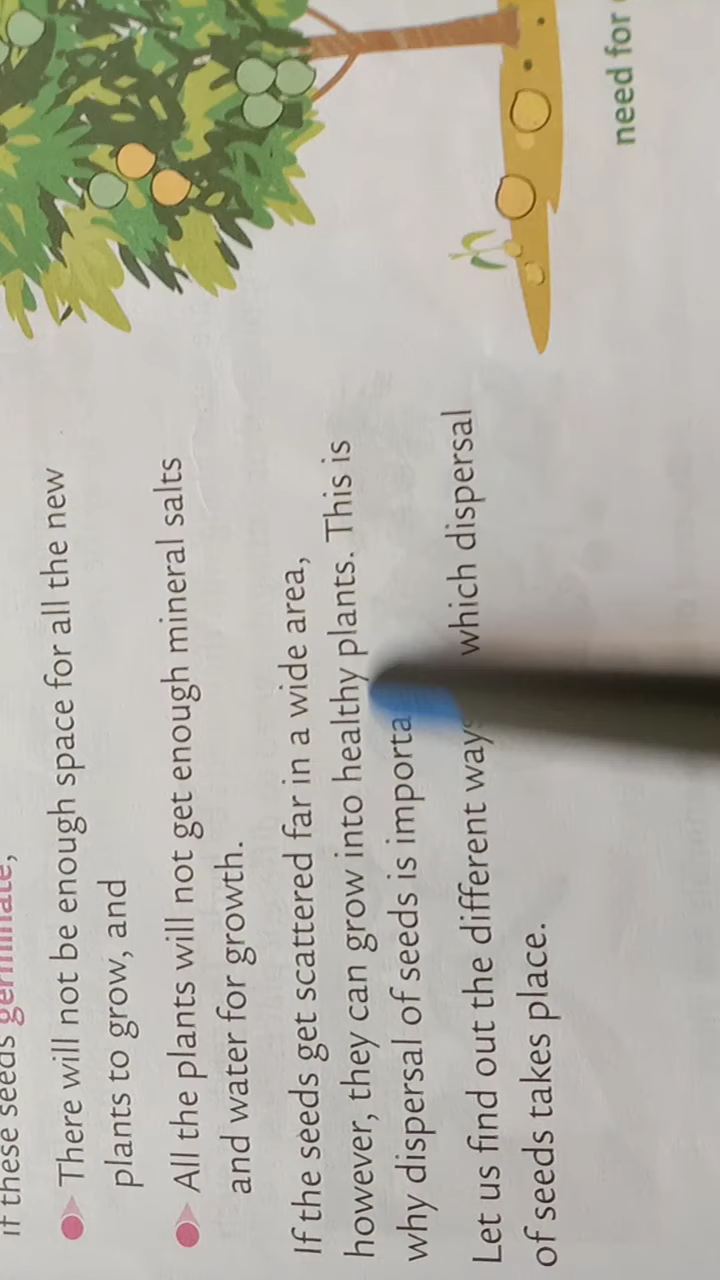 if these seeds germinate,
There will not be enough space for all the new
plants to grow, and
All the plants will not get enough mineral salts
and water for growth.
If the seeds get scattered far in a wide area,
however, they can grow into healthy plants. This is
why dispersal of seeds is importa
Let us find out the different ways which dispersal
of seeds takes place.
need for